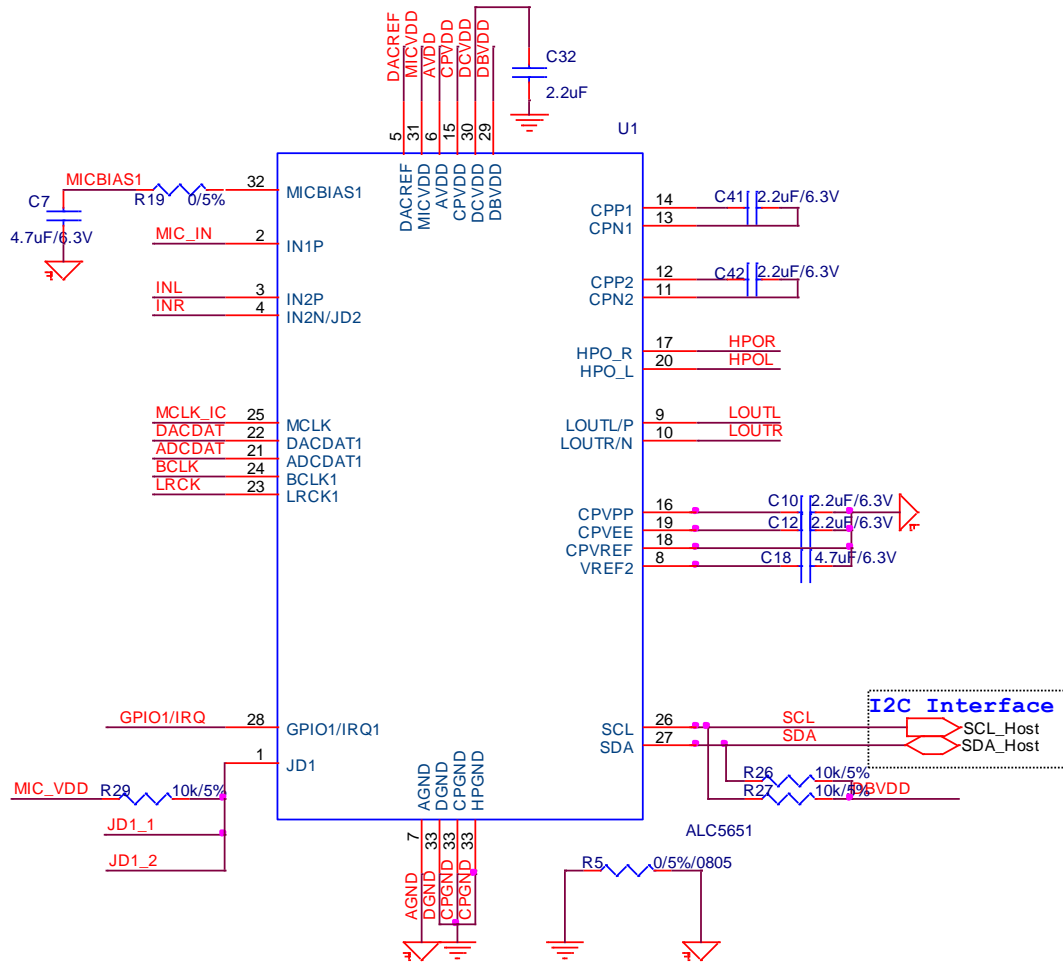 DACREF
MICVDD
AVDD
CPVDD
DCVDD
DBVDD
C32
2.2uF
5
31
6
15
30
29
U1
DACREF
MICVDD
AVDD
CPVDD
DCVDD
DBVDD
MICBIAS1
C7
R19 0/5%
32
MICBIAS1
4.7uF/6.3V
MIC_IN
2
IN1P
INL
3
IN2P
INR
4
IN2N/JD2
MCLK_IC
25
MCLK
DACDAT
22
DACDAT1
ADCDAT
21
ADCDAT1
BCLK
24
BCLK1
LRCK
23
LRCK1
GPIO1/IRQ
28
GPIO1/IRQ1
1
JD1
MIC_VDD
R29 10k/5%
JD1_1
JD1_2
CPP1
14
C41 2.2uF/6.3V
CPN1
13
CPP2
12
C42 2.2uF/6.3V
CPN2
11
HPO_R
17
HPOR
HPO_L
20
HPOL
LOUTL/P
9
LOUTL
LOUTR/N
10
LOUTR
CPVPP
16
C10 2.2uF/6.3V
CPVEE
19
C12 2.2uF/6.3V
CPVREF
18
VREF2
8
C18 4.7uF/6.3V
I2C Interface
SCL
26
SCL
SCL_Host
SDA
27
SDA
SDA_Host
R26 10k/5%
R27 10k/5%
DBVDD
AGND
DGND
CPGND
HPGND
7
33
33
33
AGND
DGND
CPGND
CPGND
ALC5651
R5 0/5%/0805